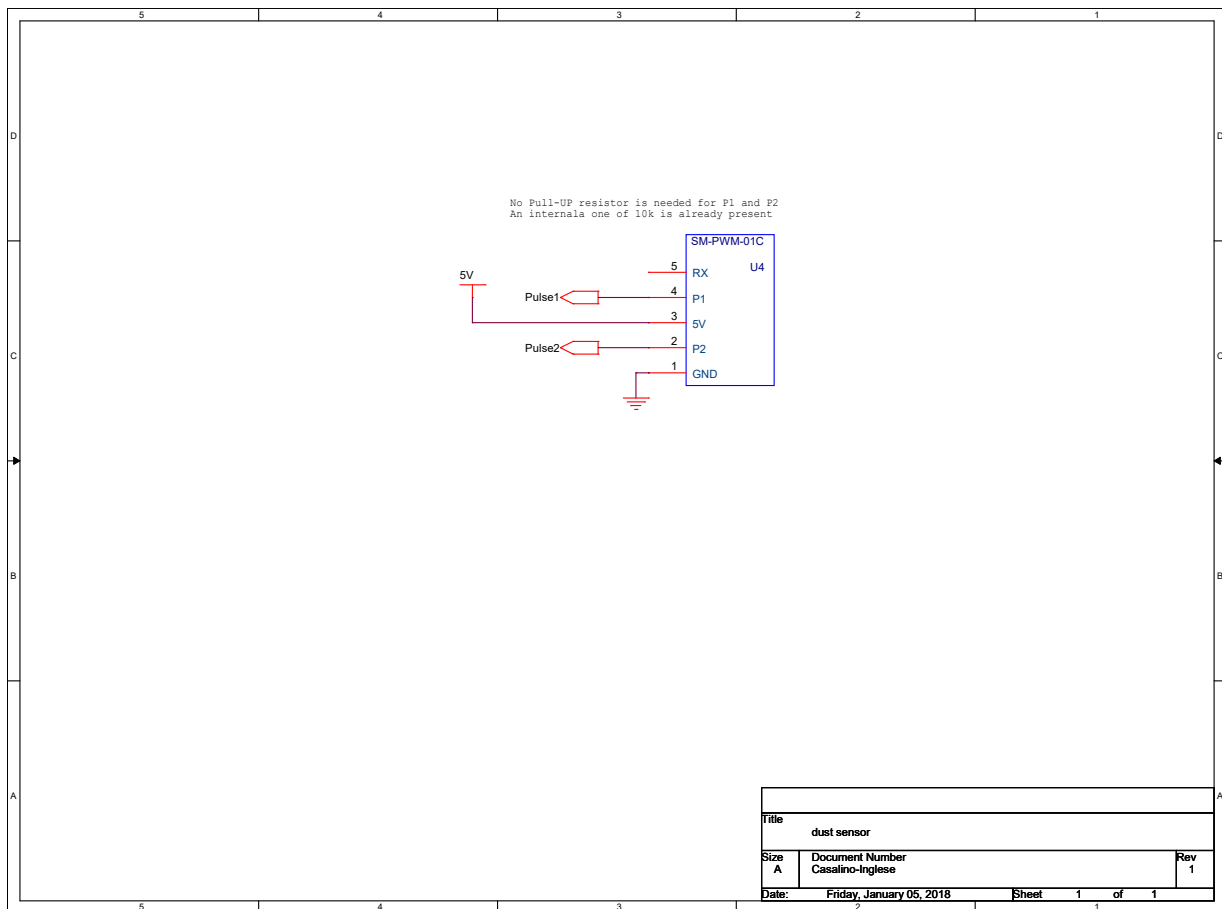 5 4 3 2 1
D D
No Pull-UP resistor is needed for P1 and P2
An internala one of 10k is already present
SM-PWM-01C
U4
5 RX
5V
Pulse1 4 P1
3 5V
Pulse2 2 P2
C C
1 GND
B B
A A
Title
dust sensor
Size Document Number Rev
A Casalino-Inglese 1
Date: Friday, January 05, 2018 Sheet 1 of 1
5 4 3 2 1